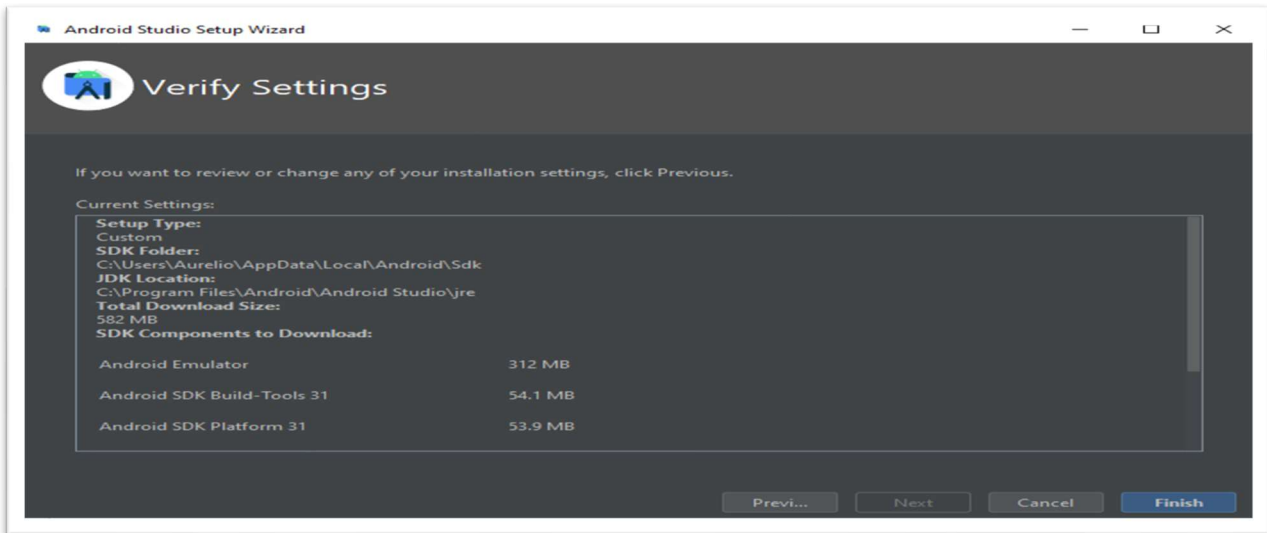 Android Studio Setup Wizard
Verify Settings
If you want to review or change any of your installation settings, click Previous.
Current Settings:
Setup Type:
Custom
SDK Folder:
C:\Users\Aurelio\AppData\Local\Android\Sdk
JDK Location:
C:\Program Files\Android\Android Studio\jre
Total Download Size:
582 MB
SDK Components to Download:
Android Emulator 312 MB
Android SDK Build-Tools 31 54.1 MB
Android SDK Platform 31 53.9 MB
Previ... Next Cancel Finish